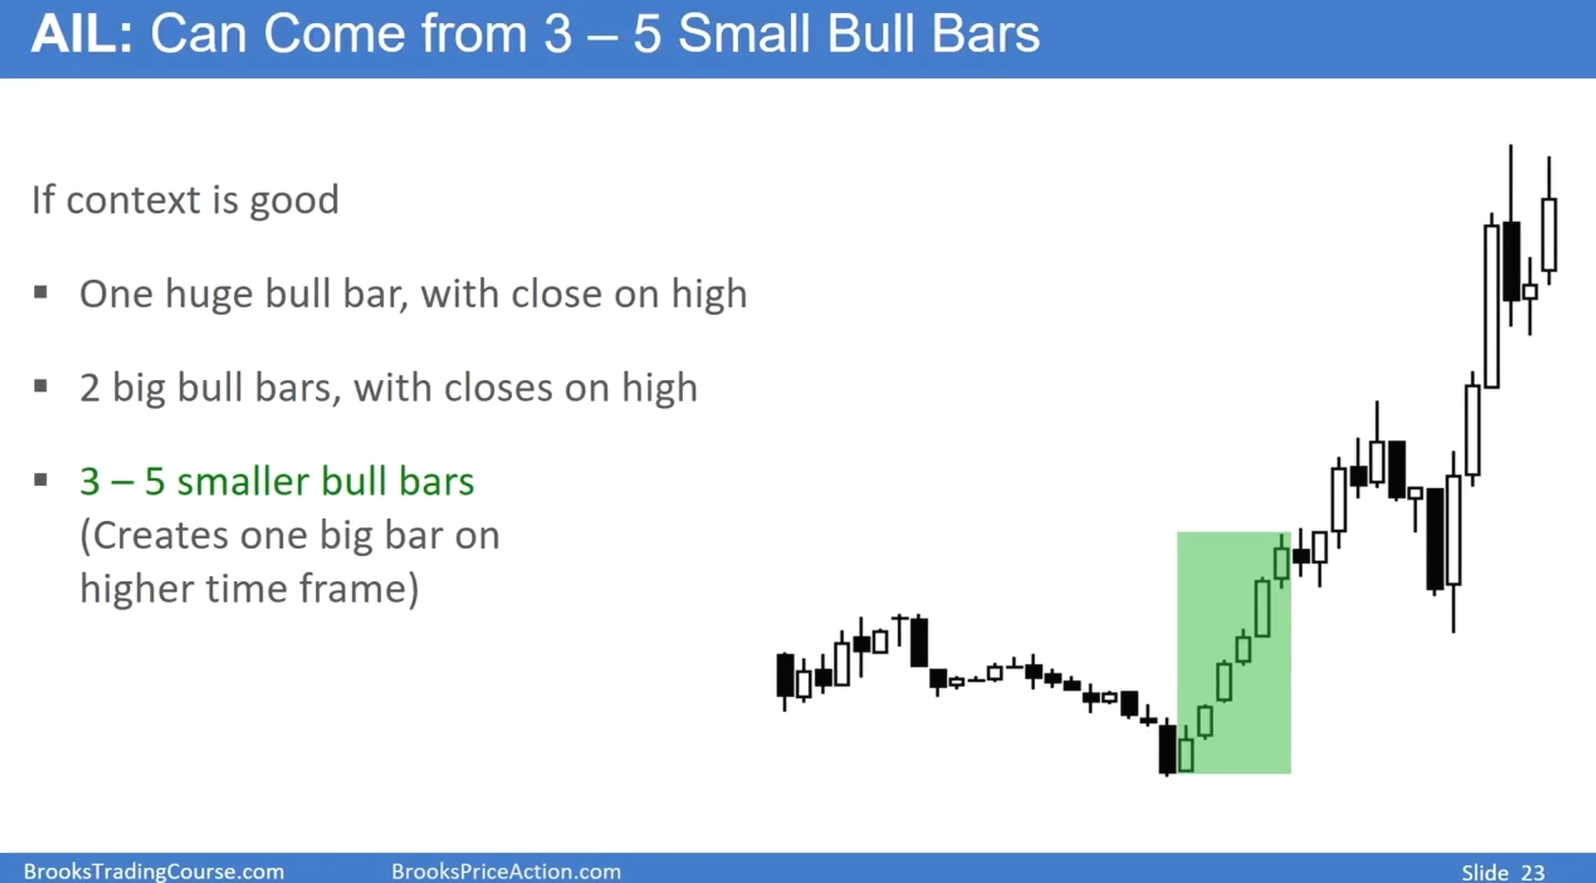 AIL: Can Come from 3 – 5 Small Bull Bars
If context is good
▪ One huge bull bar, with close on high
▪ 2 big bull bars, with closes on high
▪ 3 – 5 smaller bull bars
(Creates one big bar on
higher time frame)
BrooksTradingCourse.com BrooksPriceAction.com Slide 23